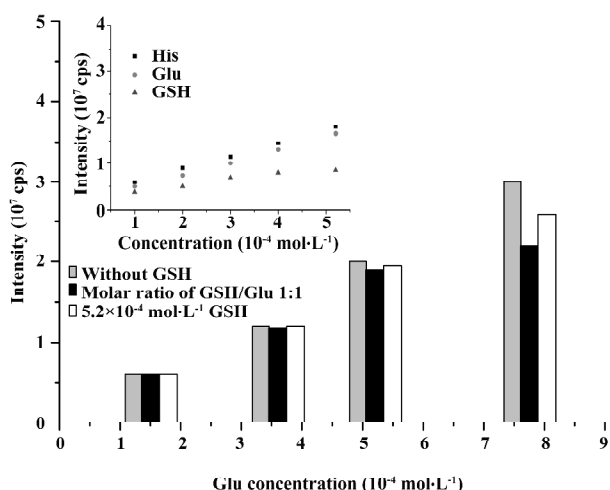 5
4
3
2
1
0
Intensity (10⁷ cps)
4
3
2
1
0
Intensity (10⁷ cps)
His
Glu
GSH
1 2 3 4 5
Concentration (10⁻⁴ mol·L⁻¹)
Without GSH
Molar ratio of GSII/Glu 1:1
5.2×10⁻⁴ mol·L⁻¹ GSII
0 1 2 3 4 5 6 7 8 9
Glu concentration (10⁻⁴ mol·L⁻¹)